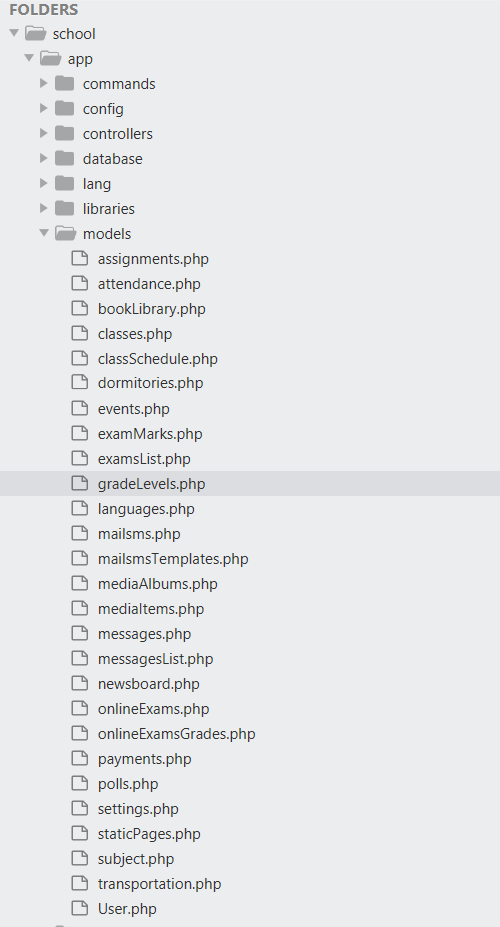 FOLDERS
school
app
commands
config
controllers
database
lang
libraries
models
assignments.php
attendance.php
bookLibrary.php
classes.php
classSchedule.php
dormitories.php
events.php
examMarks.php
examsList.php
gradeLevels.php
languages.php
mailsms.php
mailsmsTemplates.php
mediaAlbums.php
mediaItems.php
messages.php
messagesList.php
newsboard.php
onlineExams.php
onlineExamsGrades.php
payments.php
polls.php
settings.php
staticPages.php
subject.php
transportation.php
User.php